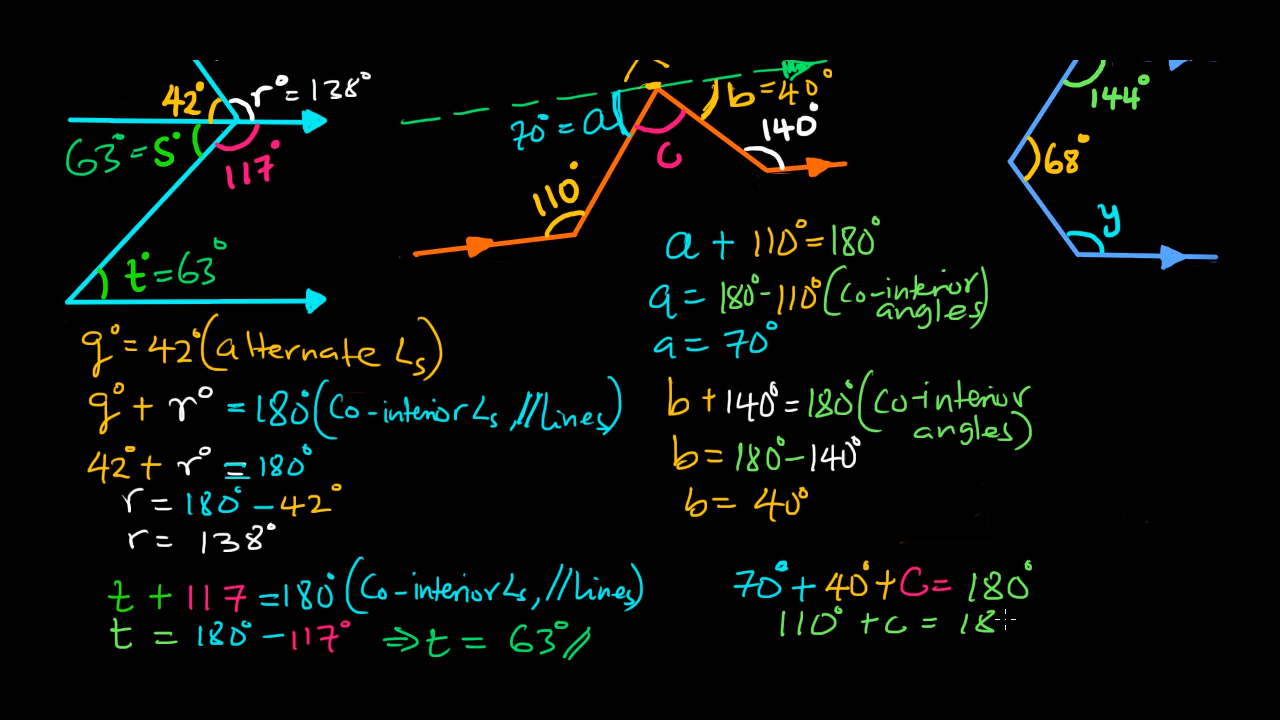 42° r° = 138°
63° = s° 117°
t° = 63°
70° = a b = 40°
140°
c
110°
144°
68°
y
q° = 42° (alternate ∠s)
q° + r° = 180° (Co-interior ∠s, //lines)
42° + r° = 180°
r = 180° - 42°
r = 138°
t + 117 = 180° (Co-interior ∠s, //lines)
t = 180° - 117° ⇒ t = 63° //
a + 110° = 180°
a = 180° - 110° (Co-interior
angles)
a = 70°
b + 140° = 180° (Co-interior
angles)
b = 180° - 140°
b = 40°
70° + 40° + C = 180°
110° + c = 18